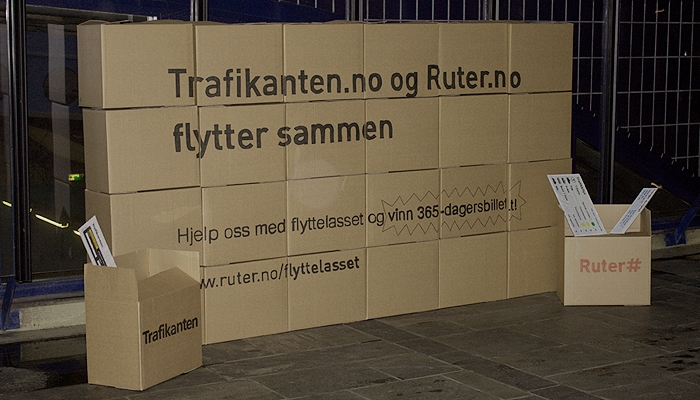 Trafikanten.no og Ruter.no
flytter sammen
Hjelp oss med flyttelasset og vinn 365-dagersbillett!
ww.ruter.no/flyttelasset
Trafikanten
Ruter#